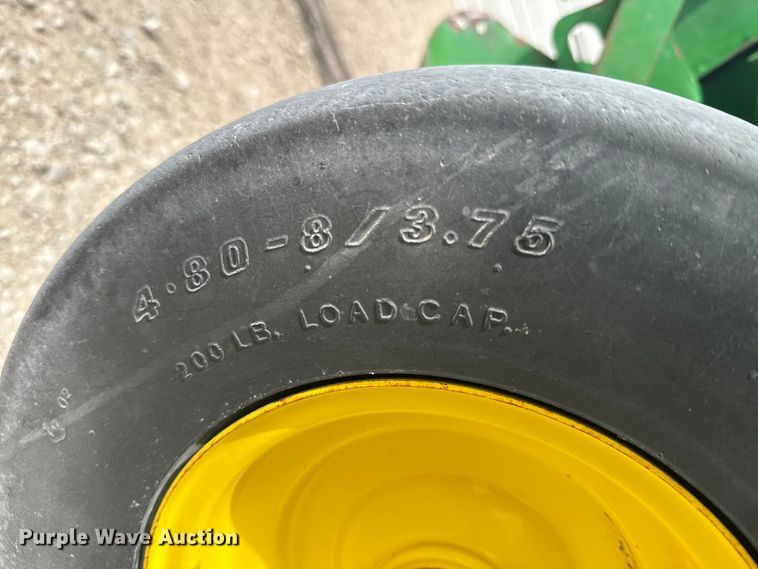 4.80-8/3.75
200 LB. LOAD CAP.
Purple Wave Auction